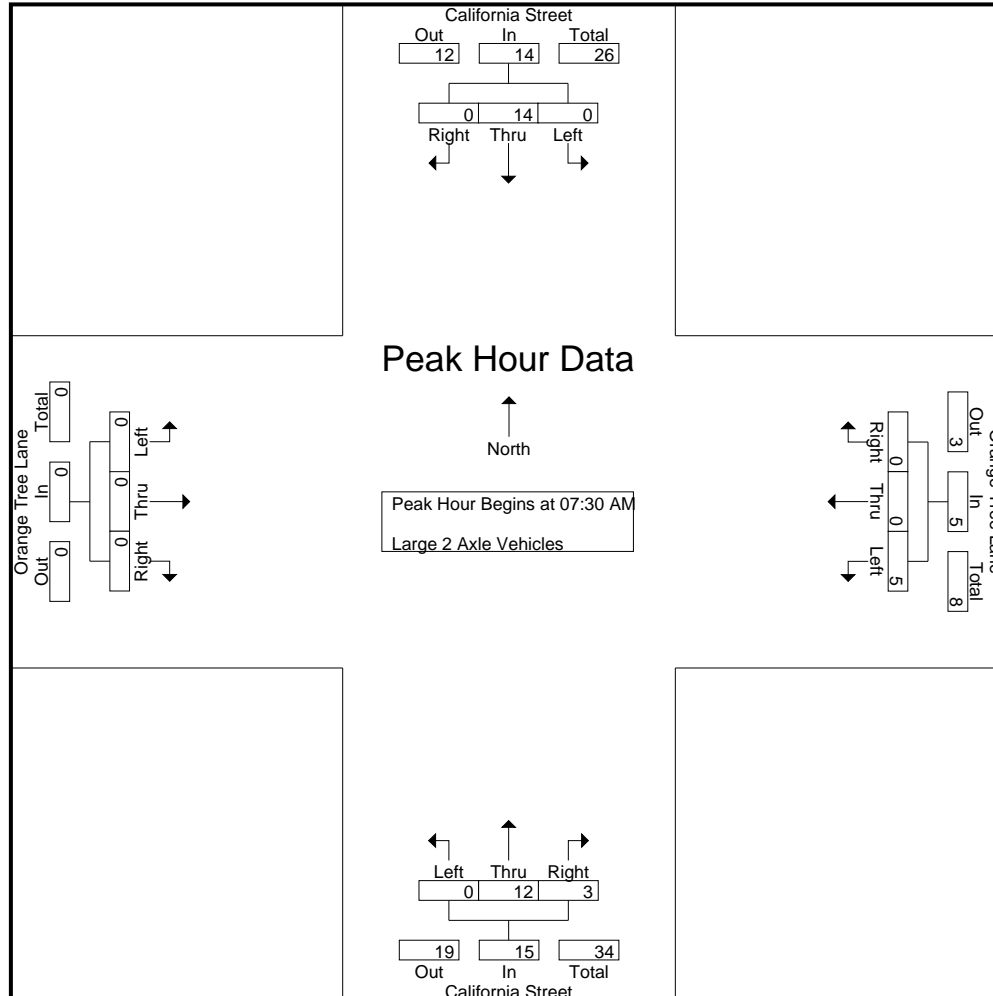 California Street
Out In Total
12 14 26
0 14 0
Right Thru Left
Peak Hour Data
North
Peak Hour Begins at 07:30 AM
Large 2 Axle Vehicles
Orange Tree Lane
Total In Out
0 0 0
0 0 0
Left Thru Right
Out In Total
3 5 8
0 0 5
Right Thru Left
Orange Tree Lane
Left Thru Right
0 12 3
19 15 34
Out In Total
California Street